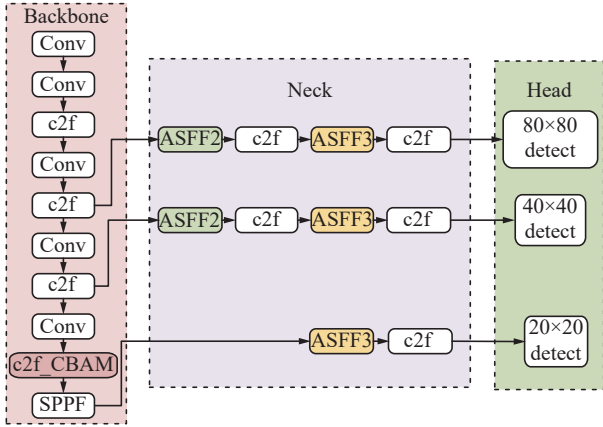 Backbone
Conv
Conv
c2f
Conv
c2f
Conv
c2f
Conv
c2f_CBAM
SPPF
Neck
ASFF2
c2f
ASFF3
c2f
ASFF2
c2f
ASFF3
c2f
ASFF3
c2f
Head
80×80
detect
40×40
detect
20×20
detect